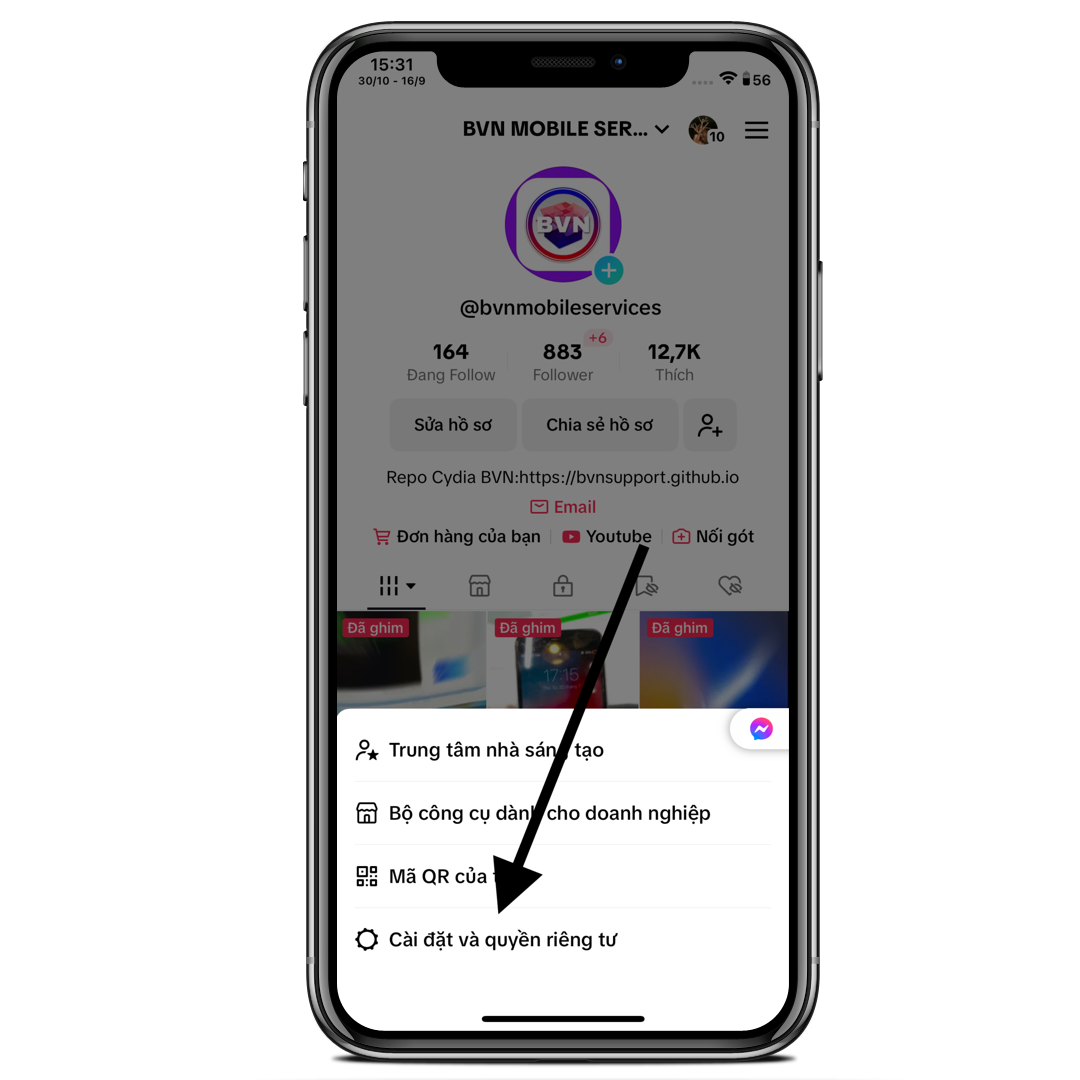 15:31
30/10 - 16/9
56
BVN MOBILE SER...
10
BVN
@bvnmobileservices
164
883
+6
12,7K
Đang Follow
Follower
Thích
Sửa hồ sơ
Chia sẻ hồ sơ
Repo Cydia BVN:https://bvnsupport.github.io
Email
Đơn hàng của bạn
Youtube
Nối gót
Đã ghim
Đã ghim
Đã ghim
17:15
Trung tâm nhà sáng tạo
Bộ công cụ dành cho doanh nghiệp
Mã QR của
Cài đặt và quyền riêng tư